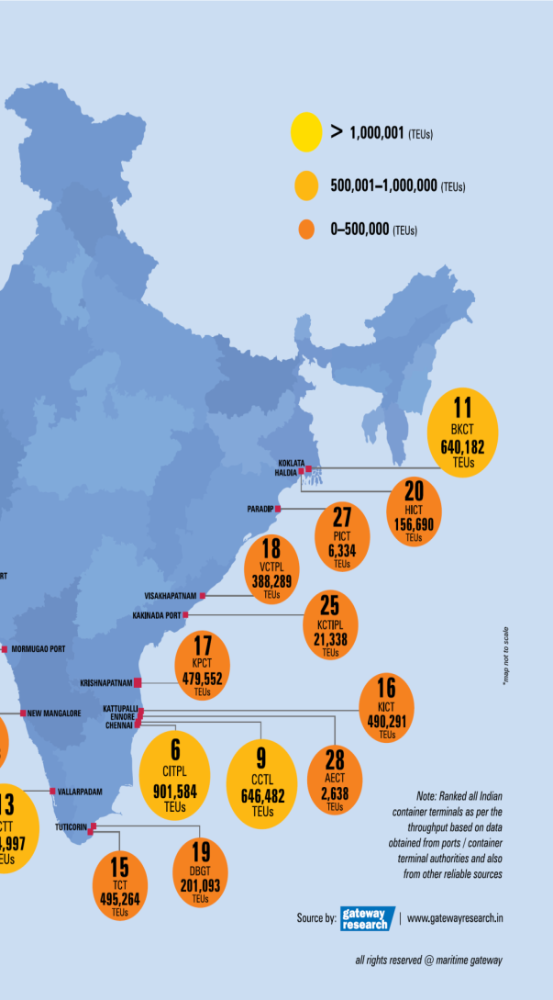 > 1,000,001 (TEUs)
500,001–1,000,000 (TEUs)
0–500,000 (TEUs)
11
BKCT
640,182
TEUs
KOKLATA
HALDIA
20
HICT
156,690
TEUs
PARADIP
27
PICT
6,334
TEUs
18
VCTPL
388,289
TEUs
RT
VISAKHAPATNAM
KAKINADA PORT
25
KCTIPL
21,338
TEUs
*map not to scale
MORMUGAO PORT
17
KPCT
479,552
TEUs
KRISHNAPATNAM
16
KICT
490,291
TEUs
NEW MANGALORE
KATTUPALLI
ENNORE
CHENNAI
6
CITPL
901,584
TEUs
9
CCTL
646,482
TEUs
28
AECT
2,638
TEUs
VALLARPADAM
13
CTT
,997
EUs
TUTICORIN
15
TCT
495,264
TEUs
19
DBGT
201,093
TEUs
Note: Ranked all Indian
container terminals as per the
throughput based on data
obtained from ports / container
terminal authorities and also
from other reliable sources
Source by: gateway research | www.gatewayresearch.in
all rights reserved @ maritime gateway